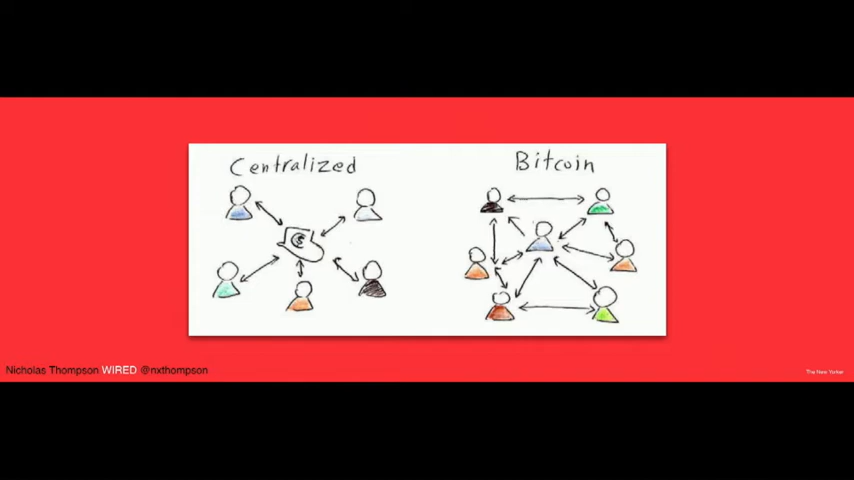 Centralized
Bitcoin
Nicholas Thompson WIRED @nxthompson
The New Yorker